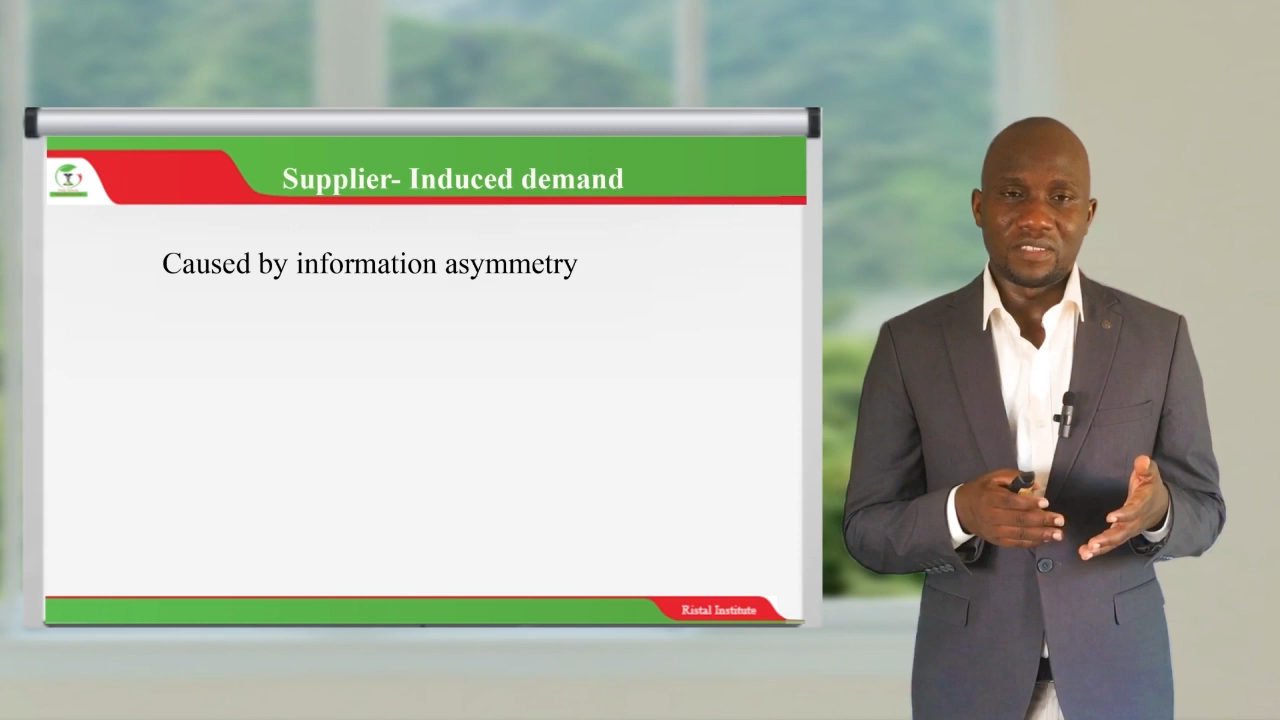 Supplier- Induced demand
Caused by information asymmetry
Ristal Institute